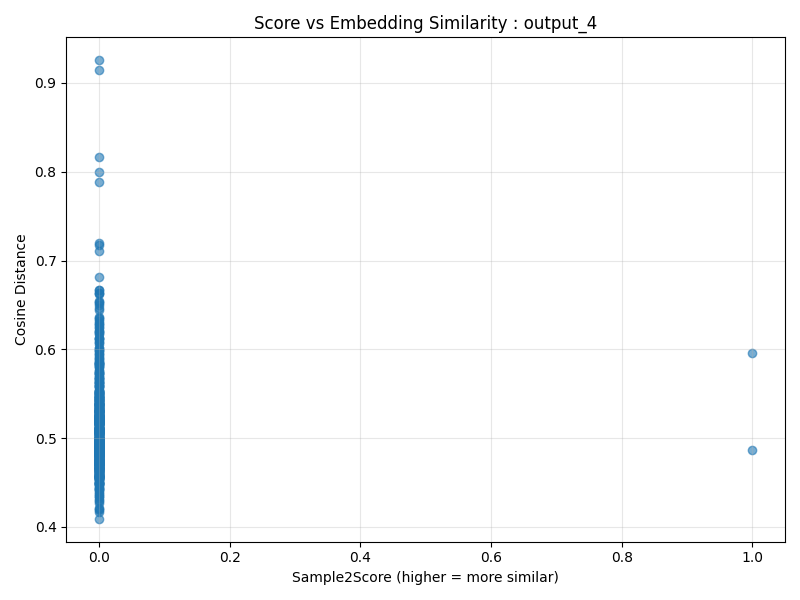 Score vs Embedding Similarity : output_4
Cosine Distance
0.9
0.8
0.7
0.6
0.5
0.4
0.0 0.2 0.4 0.6 0.8 1.0
Sample2Score (higher = more similar)